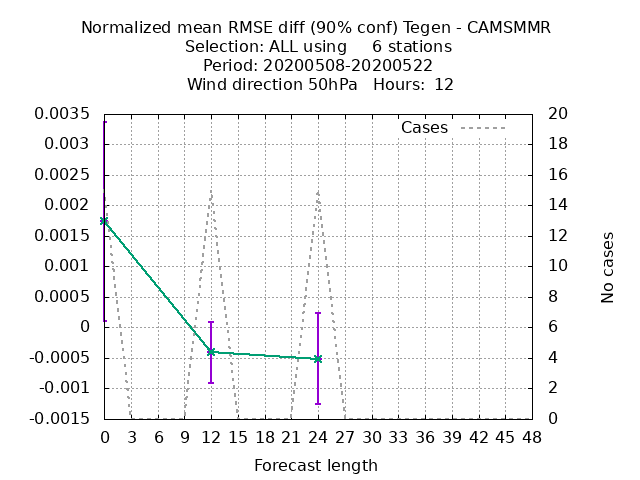 Normalized mean RMSE diff (90% conf) Tegen - CAMSMMR
Selection: ALL using     6 stations
Period: 20200508-20200522
Wind direction 50hPa   Hours:  12
Cases
0.0035
0.003
0.0025
0.002
0.0015
0.001
0.0005
0
-0.0005
-0.001
-0.0015
20
18
16
14
12
10
8
6
4
2
0
No cases
0 3 6 9 12 15 18 21 24 27 30 33 36 39 42 45 48
Forecast length